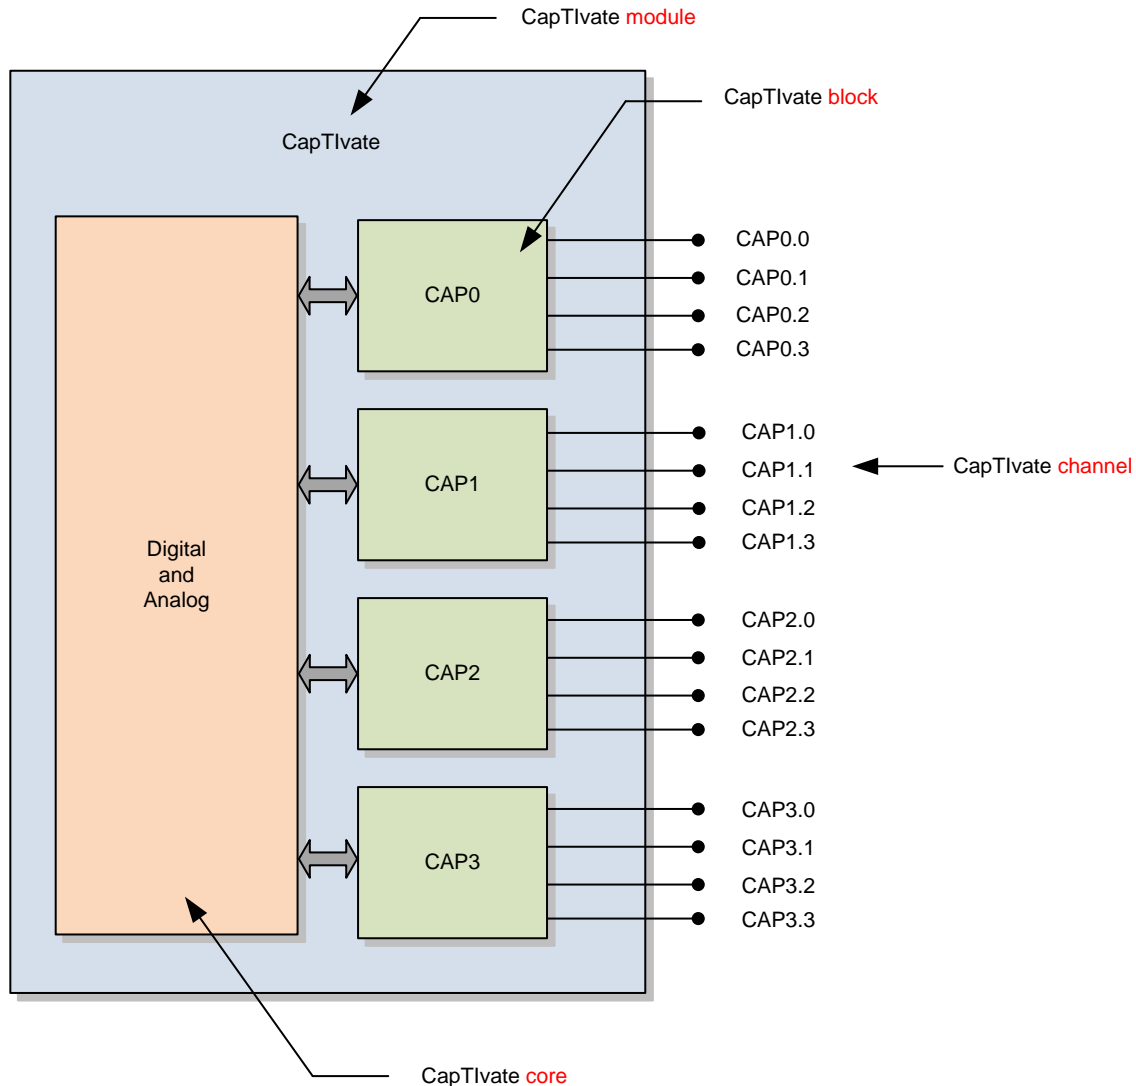 CapTIvate module
CapTIvate block
CapTIvate
CAP0
CAP0.0
CAP0.1
CAP0.2
CAP0.3
CAP1
CAP1.0
CAP1.1
CAP1.2
CAP1.3
CapTIvate channel
Digital
and
Analog
CAP2
CAP2.0
CAP2.1
CAP2.2
CAP2.3
CAP3
CAP3.0
CAP3.1
CAP3.2
CAP3.3
CapTIvate core